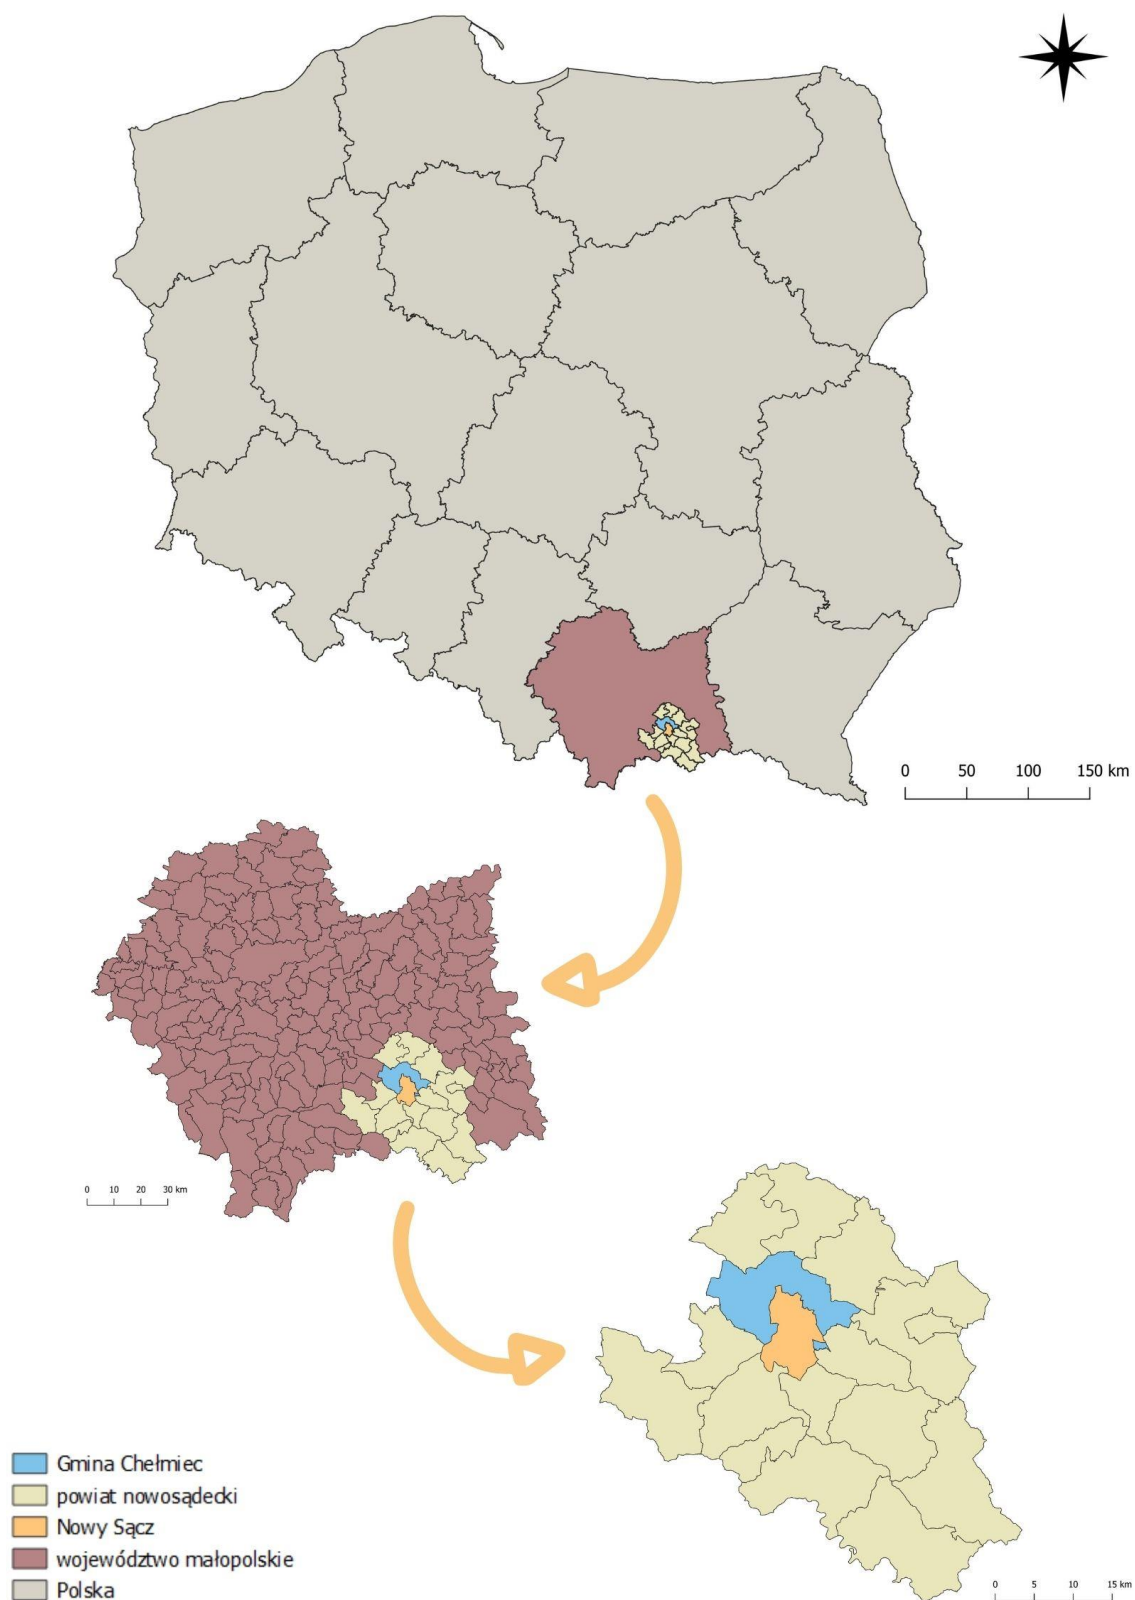 0 50 100 150 km
0 10 20 30 km
Gmina Chełmiec
powiat nowosądecki
Nowy Sącz
województwo małopolskie
Polska
0 5 10 15 km